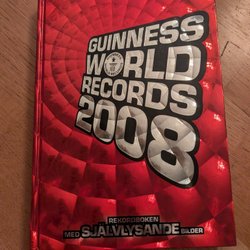 GUINNESS
WORLD
RECORDS
2008
REKORDBOKEN
MED SJÄLVLYSANDE BILDER